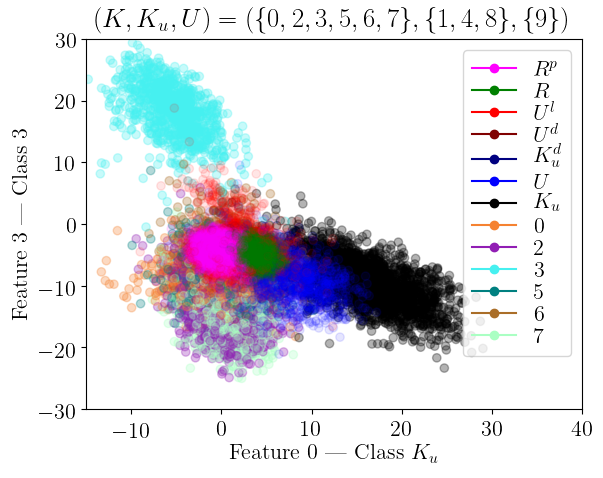 (K, K_u, U) = ({0, 2, 3, 5, 6, 7}, {1, 4, 8}, {9})
30
20
10
0
−10
−20
−30
Feature 3 — Class 3
R^p
R
U^l
U^d
K_u^d
U
K_u
0
2
3
5
6
7
−10
0
10
20
30
40
Feature 0 — Class K_u